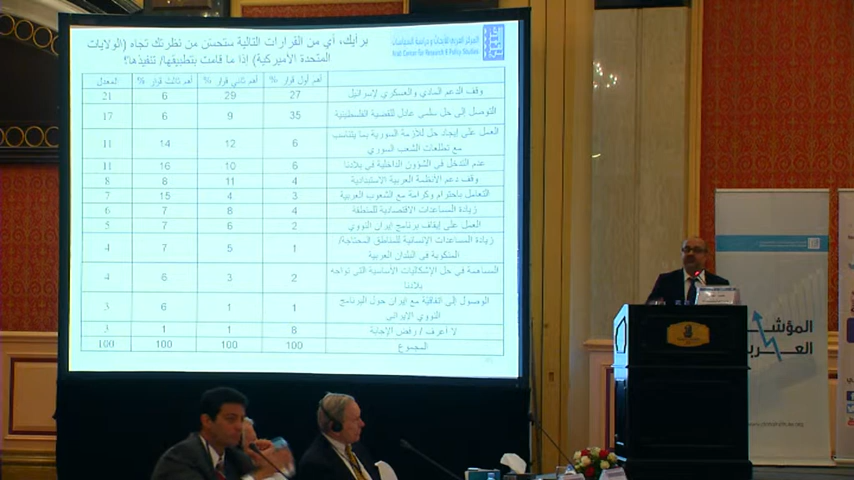 المركز العربي للأبحاث ودراسة السياسات
Arab Center for Research & Policy Studies
برأيك، أي من القرارات التالية ستحسّن من نظرتك تجاه (الولايات
المتحدة الأميركية) إذا ما قامت بتطبيقها/ تنفيذها؟
أهم أول قرار % أهم ثاني قرار % أهم ثالث قرار % المعدل
وقف الدعم المادي والعسكري لإسرائيل 27 29 6 21
التوصل إلى حل سلمي عادل للقضية الفلسطينية 35 9 6 17
العمل على إيجاد حل للأزمة السورية بما يتناسب
مع تطلعات الشعب السوري 6 12 14 11
عدم التدخل في الشؤون الداخلية في بلادنا 6 10 16 11
وقف دعم الأنظمة العربية الاستبدادية 4 11 8 8
التعامل باحترام وكرامة مع الشعوب العربية 3 4 15 7
زيادة المساعدات الاقتصادية للمنطقة 4 8 7 6
العمل على إيقاف برنامج إيران النووي 2 6 7 5
زيادة المساعدات الإنسانية للمناطق المحتاجة/
المنكوبة في البلدان العربية 1 5 7 4
المساهمة في حل الإشكاليات الأساسية التي تواجه
بلادنا 2 3 6 4
الوصول إلى اتفاقيّة مع إيران حول البرنامج
النووي الإيراني 1 1 6 3
لا أعرف / رفض الإجابة 8 1 1 3
المجموع 100 100 100 100
المؤش
العربي